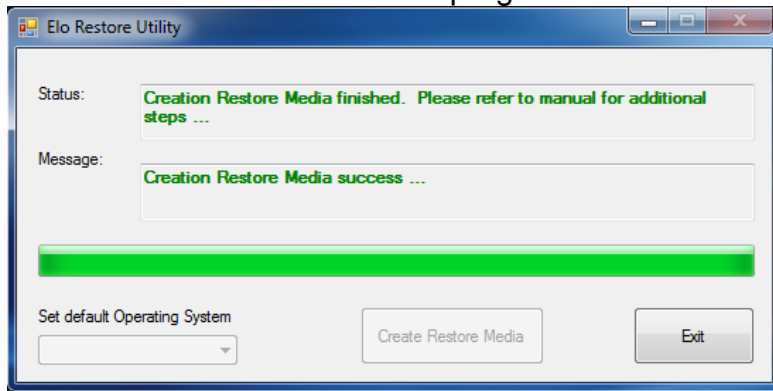 Elo Restore Utility
Status:
Creation Restore Media finished.  Please refer to manual for additional
steps ...
Message:
Creation Restore Media success ...
Set default Operating System
Create Restore Media
Exit